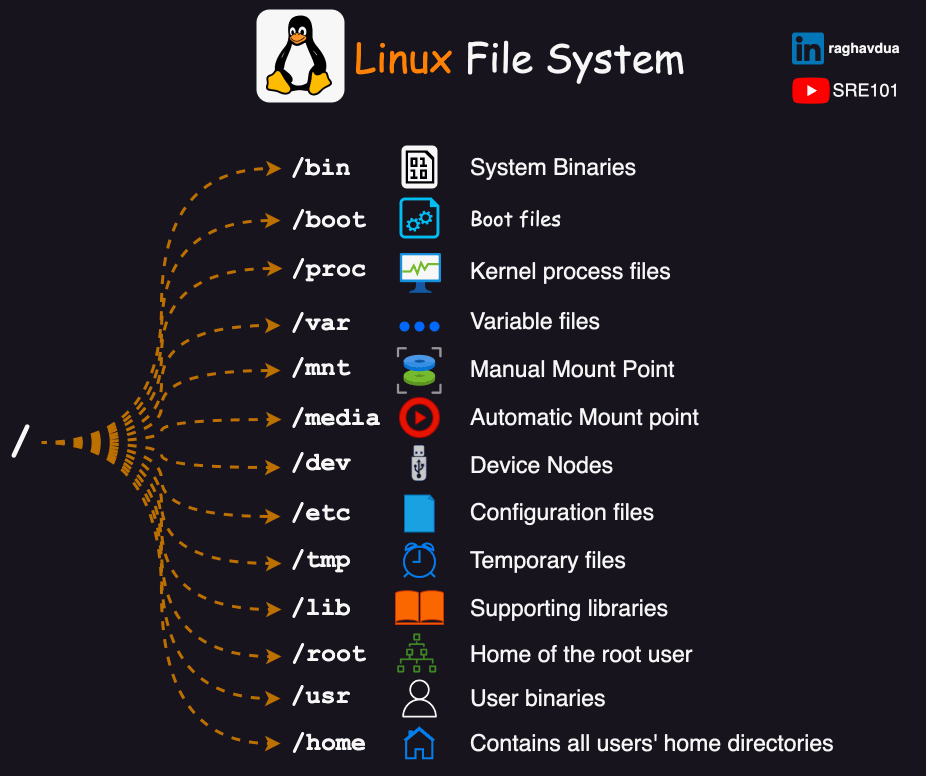 Linux File System
raghavdua
SRE101
/
/bin System Binaries
/boot Boot files
/proc Kernel process files
/var Variable files
/mnt Manual Mount Point
/media Automatic Mount point
/dev Device Nodes
/etc Configuration files
/tmp Temporary files
/lib Supporting libraries
/root Home of the root user
/usr User binaries
/home Contains all users' home directories